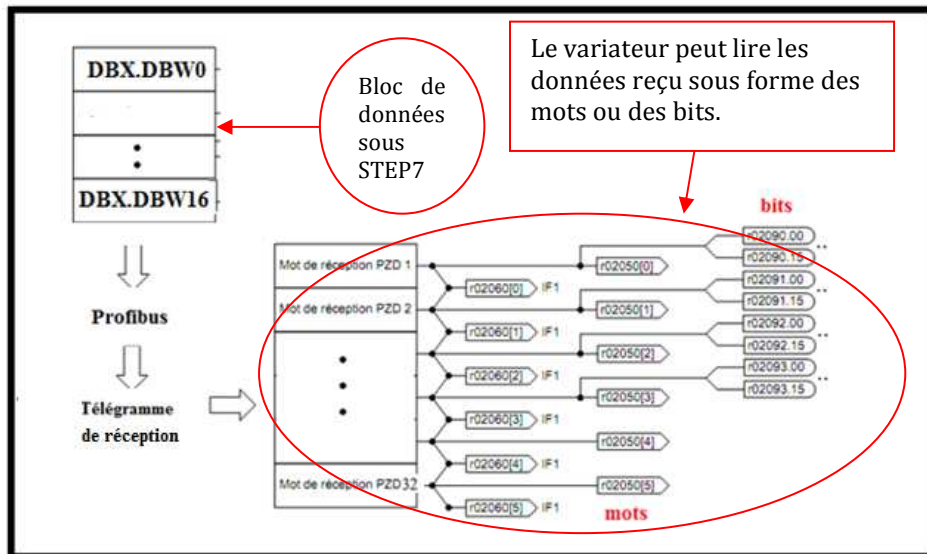 DBX.DBW0
DBX.DBW16
Bloc de
données
sous
STEP7
Le variateur peut lire les
données reçu sous forme des
mots ou des bits.
Profibus
Télégramme
de réception
Mot de réception PZD 1
Mot de réception PZD 2
Mot de réception PZD32
r02060[0] IF1
r02060[1] IF1
r02060[2] IF1
r02060[3] IF1
r02060[4] IF1
r02060[5] IF1
r02050[0]
r02050[1]
r02050[2]
r02050[3]
r02050[4]
r02050[5]
mots
bits
r02090.00
r02090.15
r02091.00
r02091.15
r02092.00
r02092.15
r02093.00
r02093.15